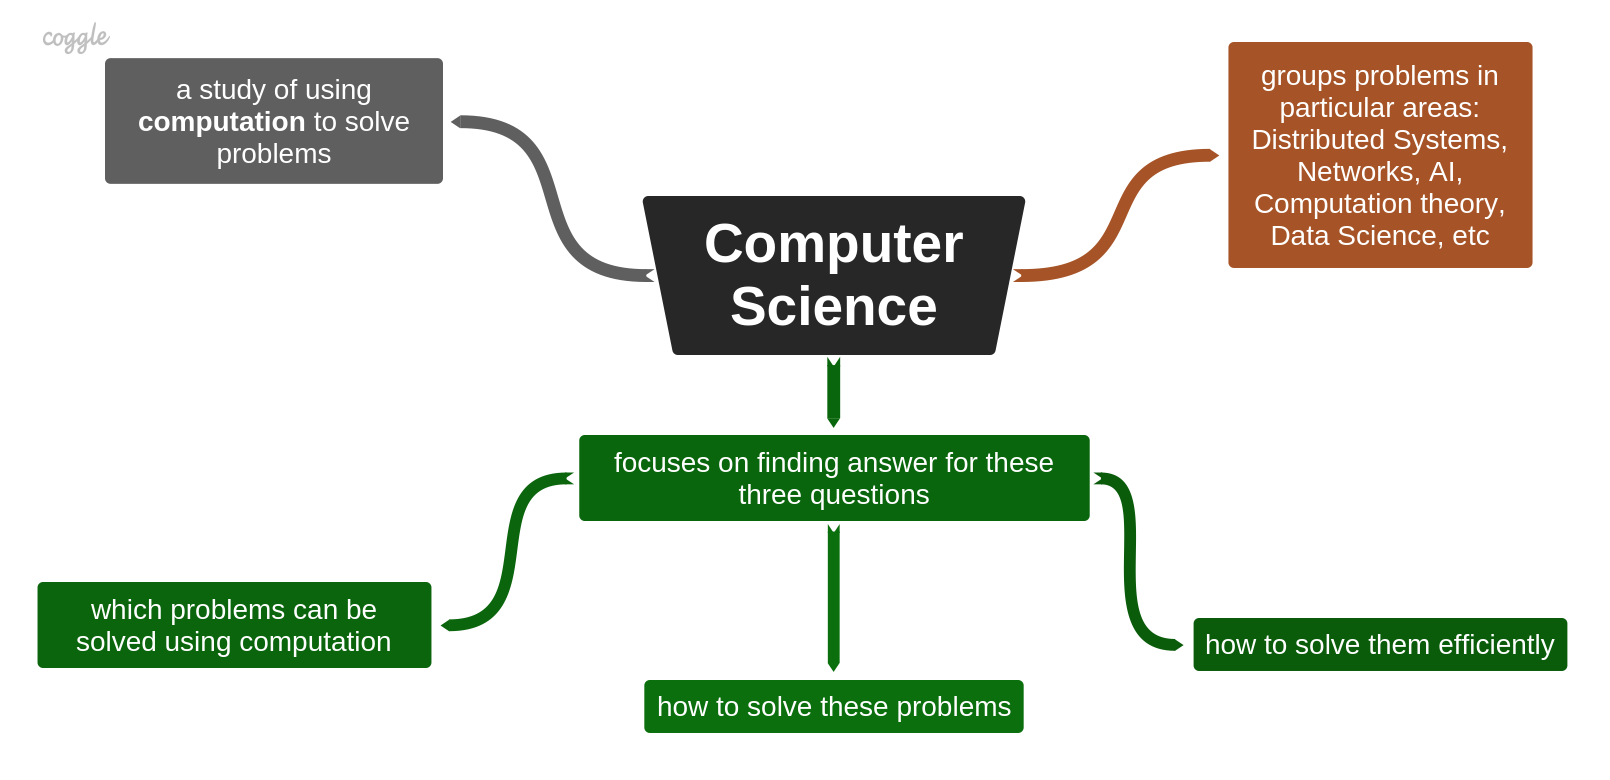 coggle
a study of using
computation to solve
problems
groups problems in
particular areas:
Distributed Systems,
Networks, AI,
Computation theory,
Data Science, etc
Computer
Science
focuses on finding answer for these
three questions
which problems can be
solved using computation
how to solve these problems
how to solve them efficiently